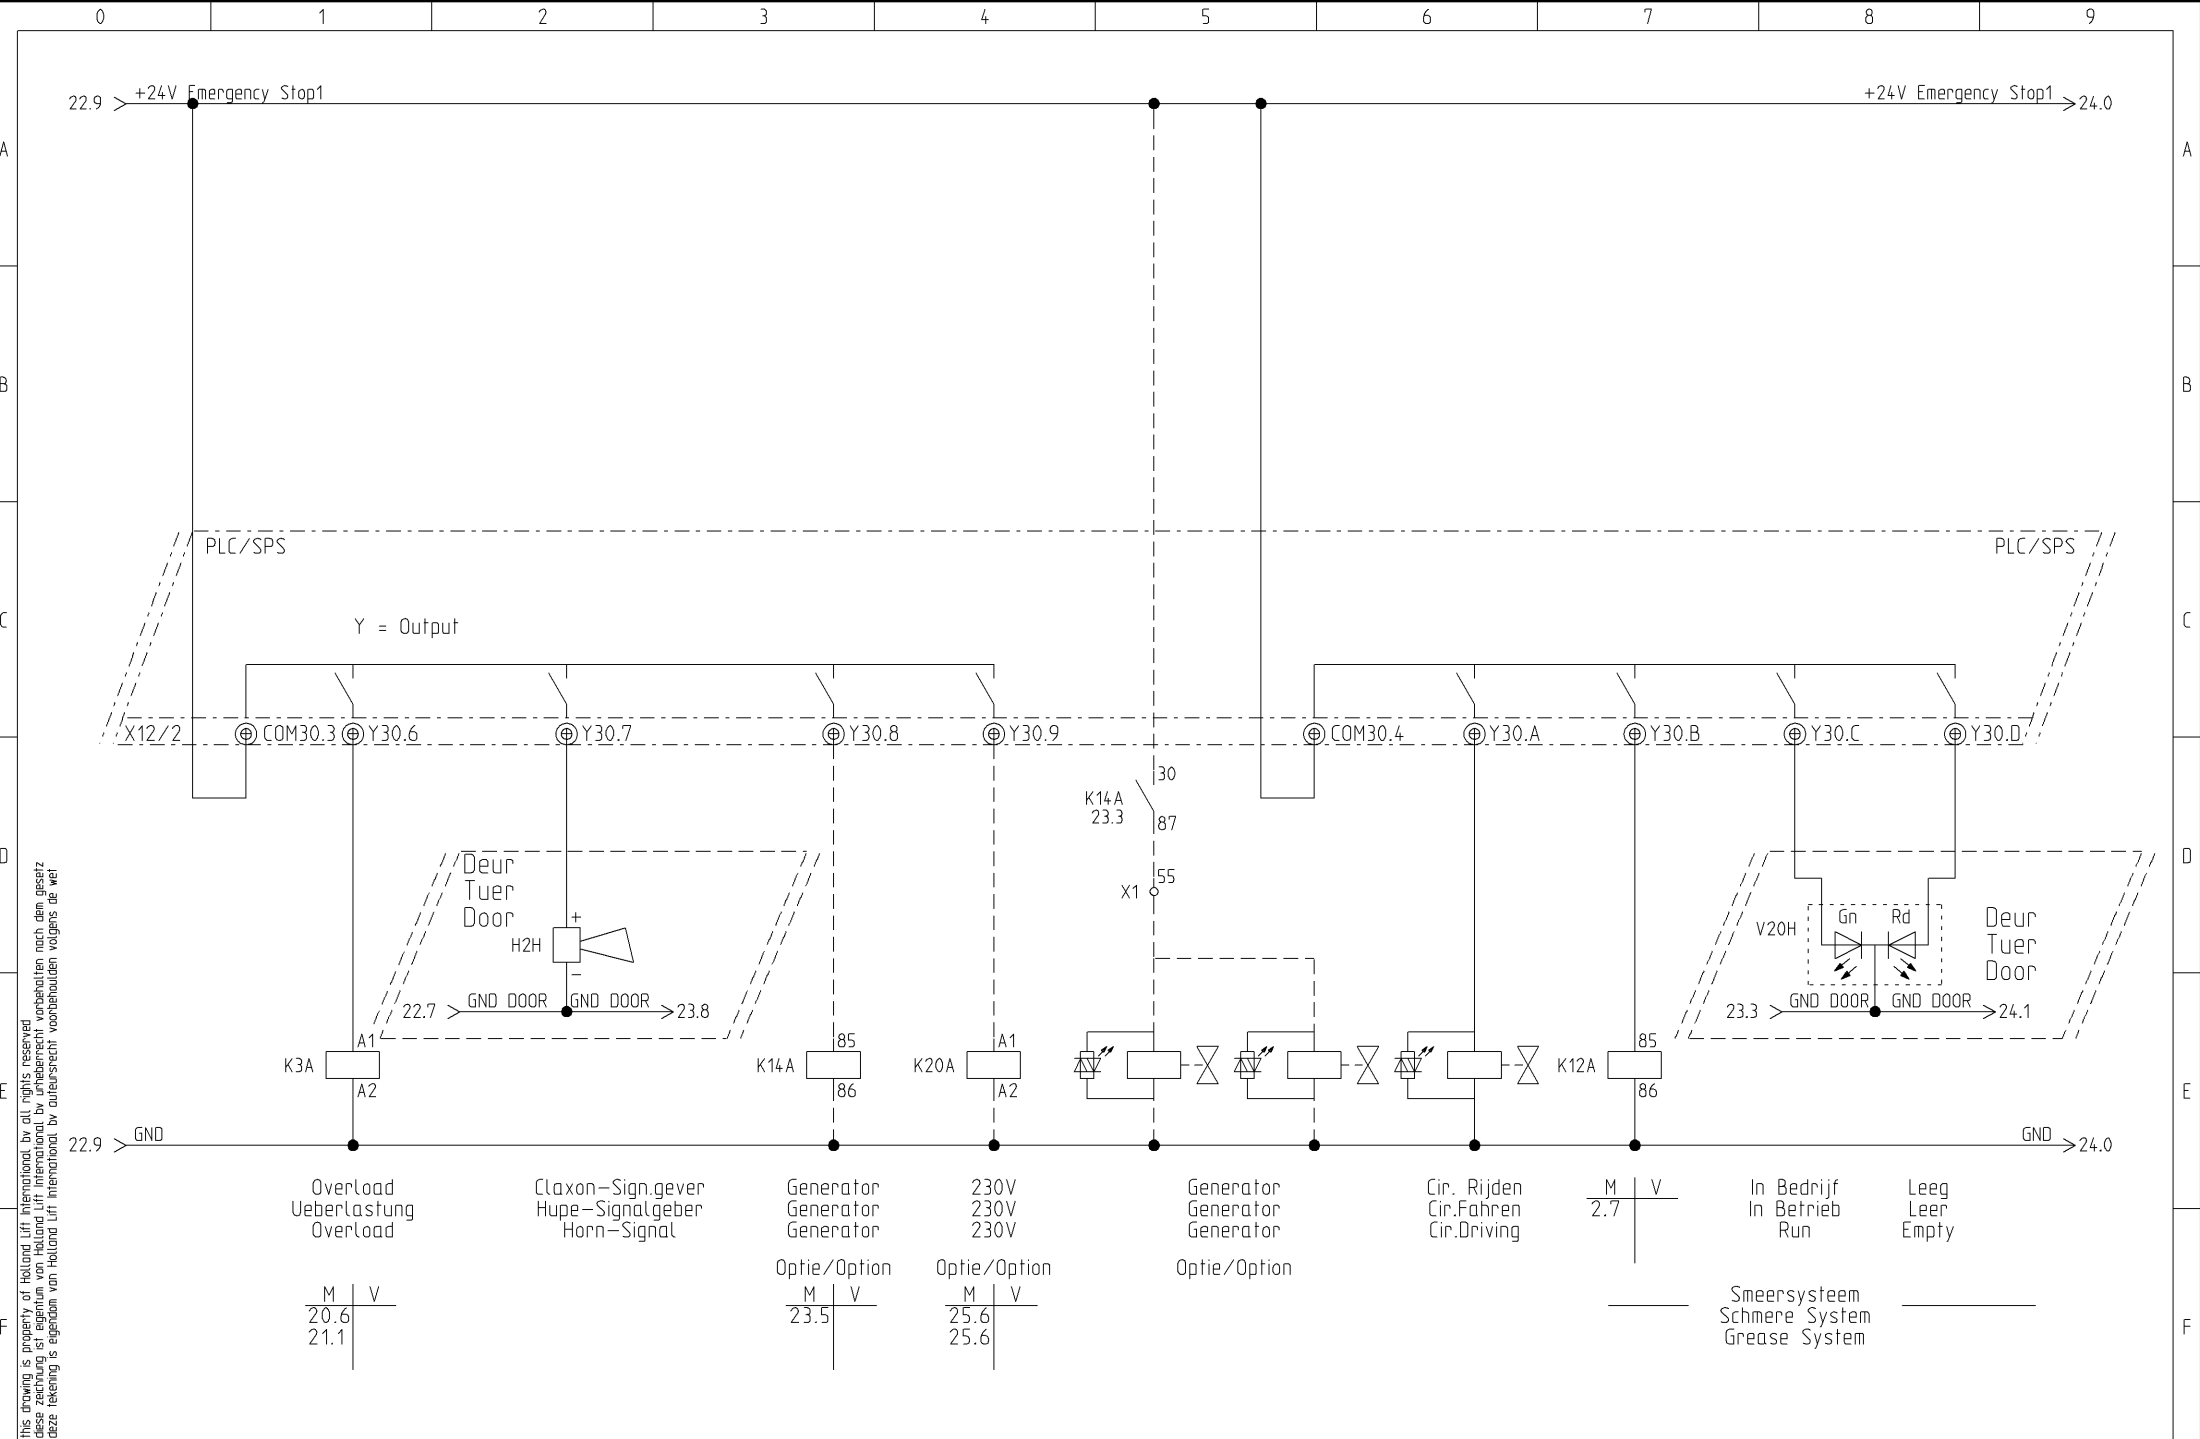 0 1 2 3 4 5 6 7 8 9
22.9 +24V Emergency Stop1 +24V Emergency Stop1 24.0
A A
B B
PLC/SPS PLC/SPS
C Y = Output C
X12/2 COM30.3 Y30.6 Y30.7 Y30.8 Y30.9 COM30.4 Y30.A Y30.B Y30.C Y30.D
30
K14A
23.3
87
D D
Deur
Tuer
Door
55
X1
+
H2H
–
V20H Gn Rd
Deur
Tuer
Door
22.7 GND DOOR GND DOOR 23.8
23.3 GND DOOR GND DOOR 24.1
A1 85 A1 85
K3A K14A K20A K12A
A2 86 A2 86
E E
22.9 GND GND 24.0
Overload Claxon-Sign.gever Generator 230V Generator Cir. Rijden M V In Bedrijf Leeg
Ueberlastung Hupe-Signalgeber Generator 230V Generator Cir.Fahren 2.7 In Betrieb Leer
Overload Horn-Signal Generator 230V Generator Cir.Driving Run Empty
Optie/Option Optie/Option Optie/Option
M V M V M V Smeersysteem
20.6 23.5 25.6 Schmere System
21.1 25.6 Grease System
F F
this drawing is property of Holland Lift International bv all rights reserved
diese zeichnung ist eigentum von Holland Lift International bv urheberrecht vorbehalten nach dem gesetz
deze tekening is eigendom van Holland Lift International bv auteursrecht voorbehouden volgens de wet